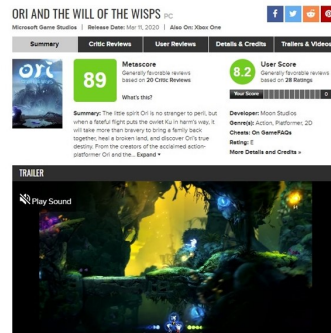 ORI AND THE WILL OF THE WISPS PC
Microsoft Game Studios | Release Date: Mar 11, 2020 | Also On: Xbox One
Summary Critic Reviews User Reviews Details & Credits Trailers & Videos
ori
89
Metascore
Generally favorable reviews
based on 20 Critic Reviews
What's this?
8.2
User Score
Generally favorable reviews
based on 28 Ratings
Your Score 0
Summary: The little spirit Ori is no stranger to peril, but
when a fateful flight puts the owlet Ku in harm's way, it
will take more than bravery to bring a family back
together, heal a broken land, and discover Ori's true
destiny. From the creators of the acclaimed action-
platformer Ori and the... Expand
Developer: Moon Studios
Genre(s): Action, Platformer, 2D
Cheats: On GameFAQs
Rating: E
More Details and Credits »
TRAILER
Play Sound